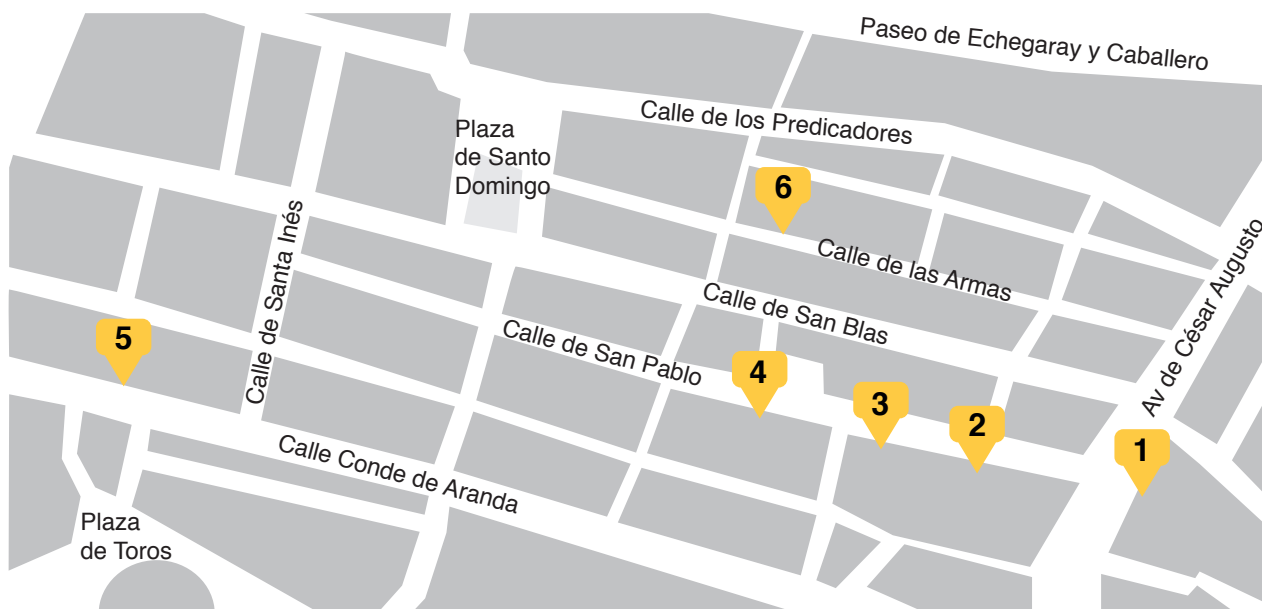 Paseo de Echegaray y Caballero
Calle de los Predicadores
Plaza
de Santo
Domingo
6
Calle de Santa Inés
Calle de las Armas
Av de César Augusto
Calle de San Blas
5
Calle de San Pablo
4
3
2
1
Calle Conde de Aranda
Plaza
de Toros